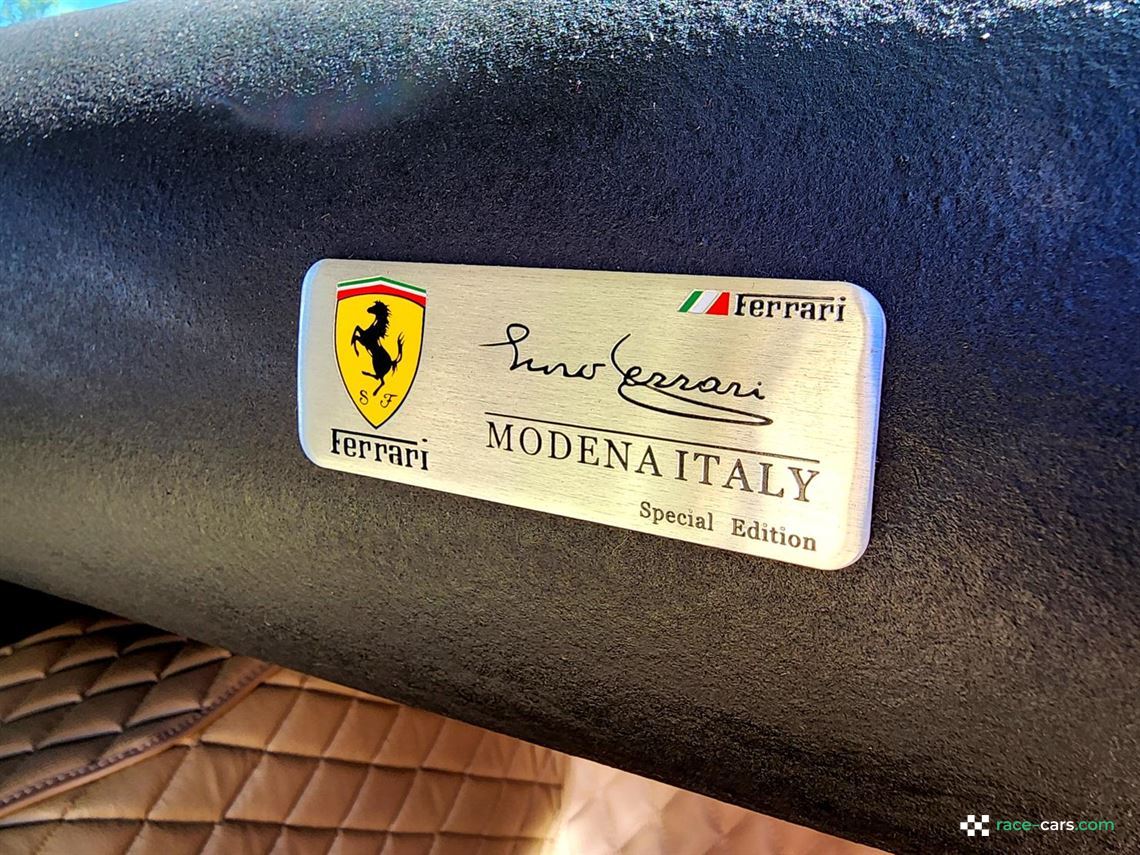 S F
Ferrari
Ferrari
Enzo Ferrari
MODENA ITALY
Special Edition
race-cars.com